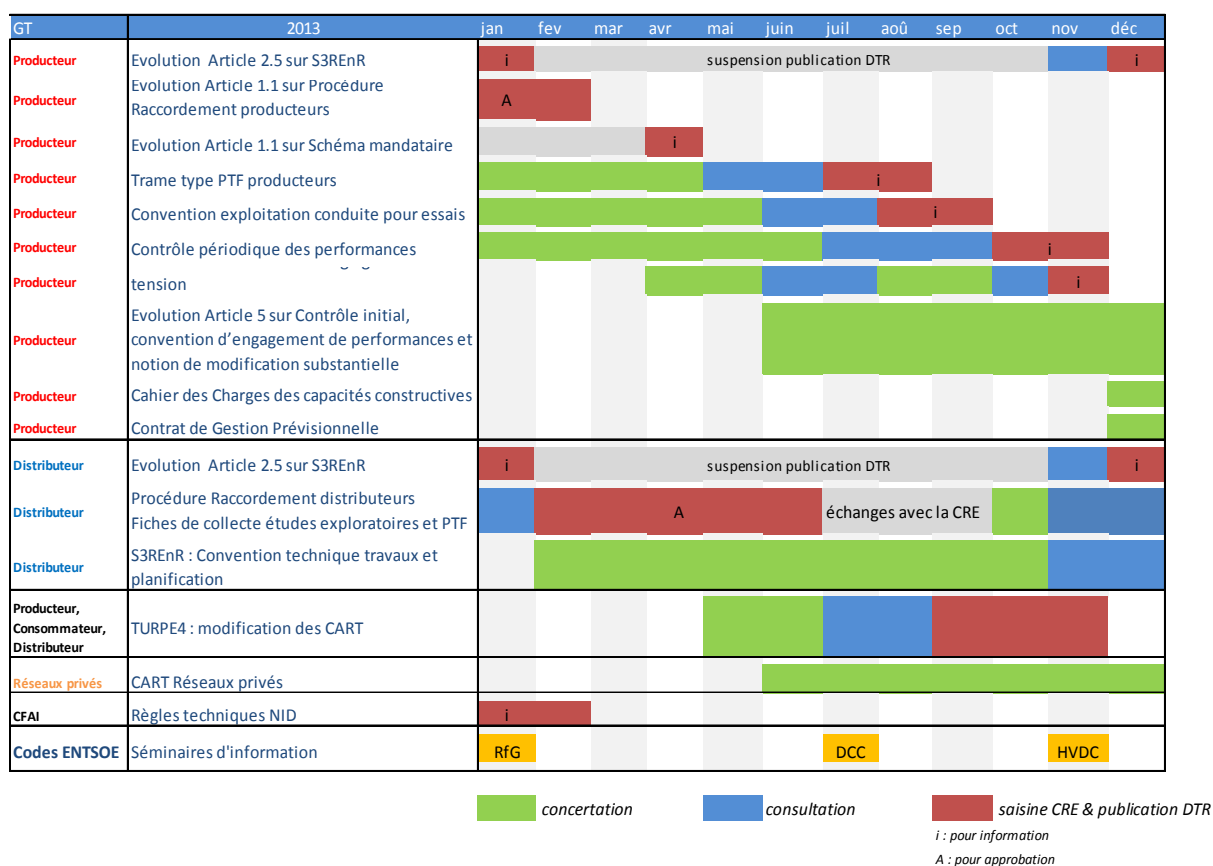 GT 2013 jan fev mar avr mai juin juil aoû sep oct nov déc
Producteur Evolution Article 2.5 sur S3REnR i suspension publication DTR i
Evolution Article 1.1 sur Procédure
Producteur Raccordement producteurs A
Producteur Evolution Article 1.1 sur Schéma mandataire i
Producteur Trame type PTF producteurs i
Producteur Convention exploitation conduite pour essais i
Producteur Contrôle périodique des performances i
Producteur tension i
Evolution Article 5 sur Contrôle initial,
Producteur convention d'engagement de performances et
notion de modification substantielle
Producteur Cahier des Charges des capacités constructives
Producteur Contrat de Gestion Prévisionnelle
Distributeur Evolution Article 2.5 sur S3REnR i suspension publication DTR i
Procédure Raccordement distributeurs
Distributeur Fiches de collecte études exploratoires et PTF A échanges avec la CRE
S3REnR : Convention technique travaux et
Distributeur planification
Producteur,
Consommateur, TURPE4 : modification des CART
Distributeur
Réseaux privés CART Réseaux privés
CFAI Règles techniques NID i
Codes ENTSOE Séminaires d'information RfG DCC HVDC
concertation consultation saisine CRE & publication DTR
i : pour information
A : pour approbation